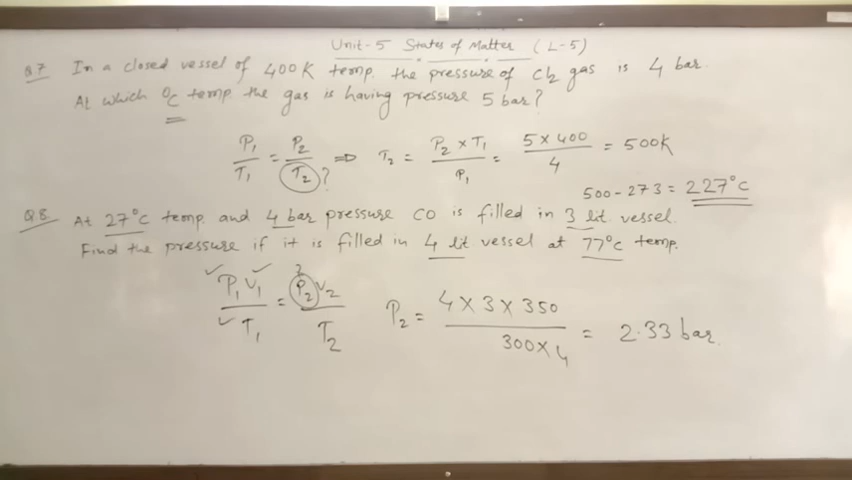 Unit-5 States of Matter (L-5)
Q7 In a closed vessel of 400K temp. the pressure of Cl2 gas is 4 bar.
At which °C temp. the gas is having pressure 5 bar?
P1/T1 = P2/T2 ? ⇒ T2 = P2 × T1 / P1 = 5 × 400 / 4 = 500K
500 - 273 = 227°C
Q8. At 27°C temp. and 4 bar pressure CO is filled in 3 lit. vessel.
Find the pressure if it is filled in 4 lit vessel at 77°C temp.
P1V1/T1 = P2V2/T2 ? P2 = 4 × 3 × 350 / 300 × 4 = 2.33 bar.